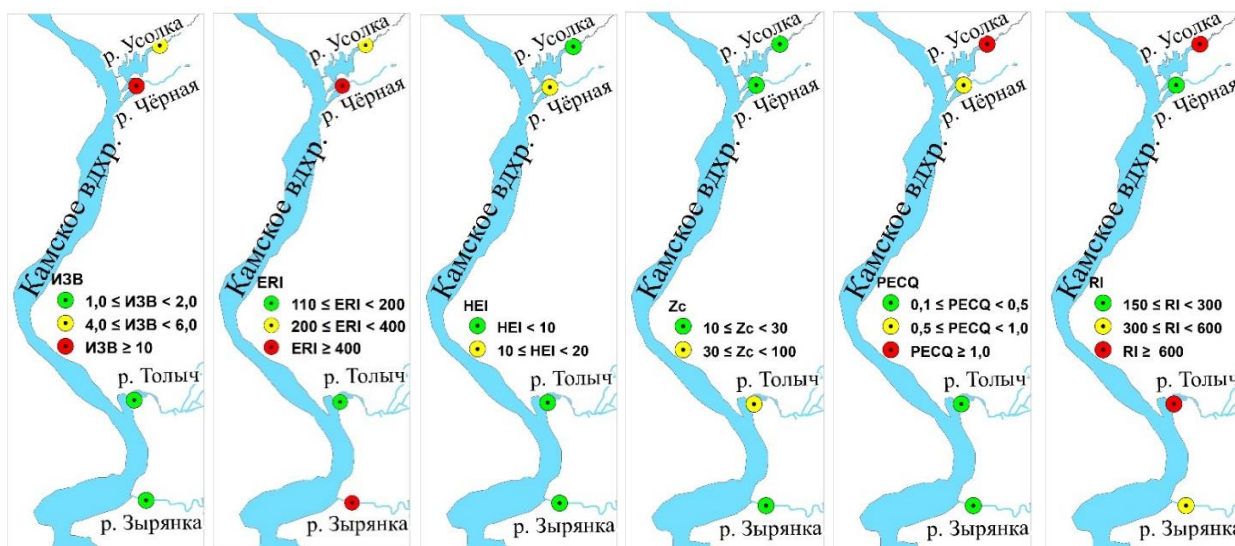 р. Усолка
р. Чёрная
Камское вдхр.
ИЗВ
1,0 ≤ ИЗВ < 2,0
4,0 ≤ ИЗВ < 6,0
ИЗВ ≥ 10
р. Толыч
р. Зырянка
р. Усолка
р. Чёрная
Камское вдхр.
ERI
110 ≤ ERI < 200
200 ≤ ERI < 400
ERI ≥ 400
р. Толыч
р. Зырянка
р. Усолка
р. Чёрная
Камское вдхр.
HEI
HEI < 10
10 ≤ HEI < 20
р. Толыч
р. Зырянка
р. Усолка
р. Чёрная
Камское вдхр.
Zc
10 ≤ Zc < 30
30 ≤ Zc < 100
р. Толыч
р. Зырянка
р. Усолка
р. Чёрная
Камское вдхр.
PECQ
0,1 ≤ PECQ < 0,5
0,5 ≤ PECQ < 1,0
PECQ ≥ 1,0
р. Толыч
р. Зырянка
р. Усолка
р. Чёрная
Камское вдхр.
RI
150 ≤ RI < 300
300 ≤ RI < 600
RI ≥ 600
р. Толыч
р. Зырянка